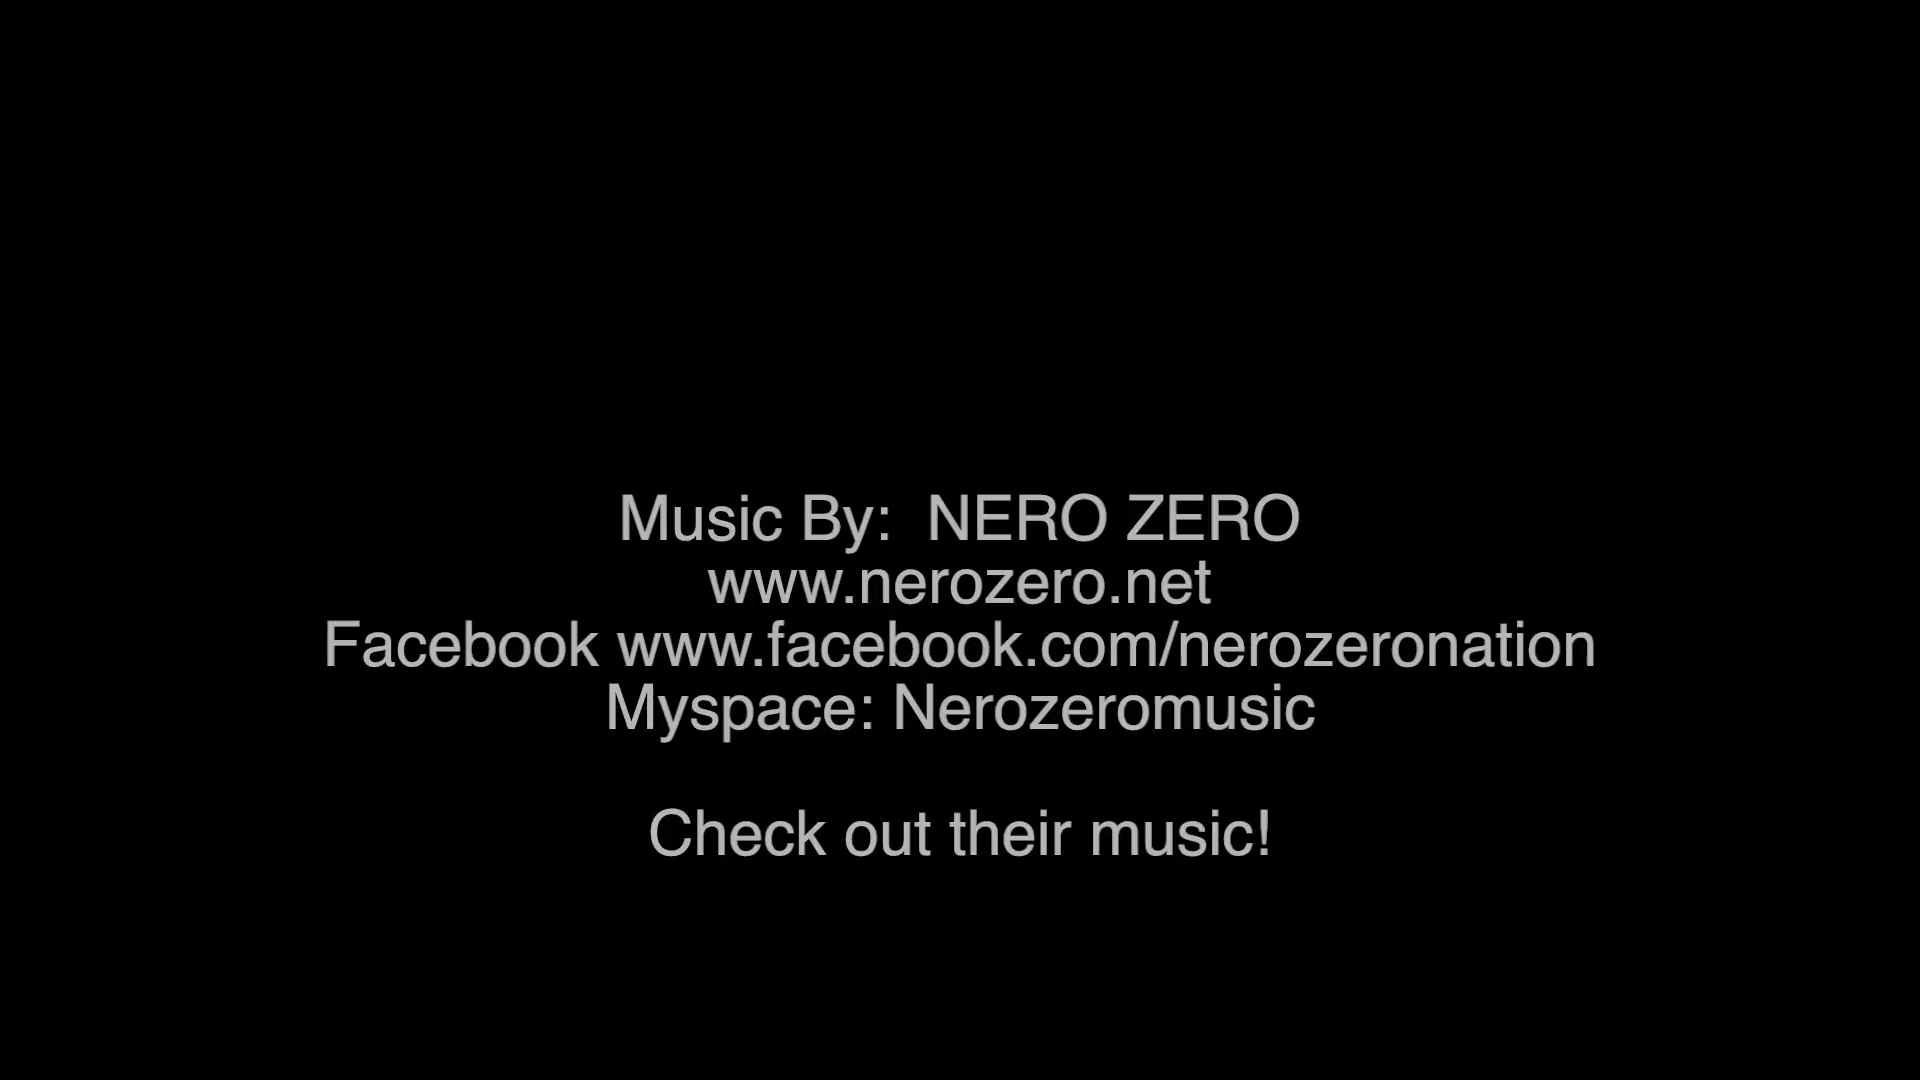 Music By:  NERO ZERO
www.nerozero.net
Facebook www.facebook.com/nerozeronation
Myspace: Nerozeromusic
Check out their music!